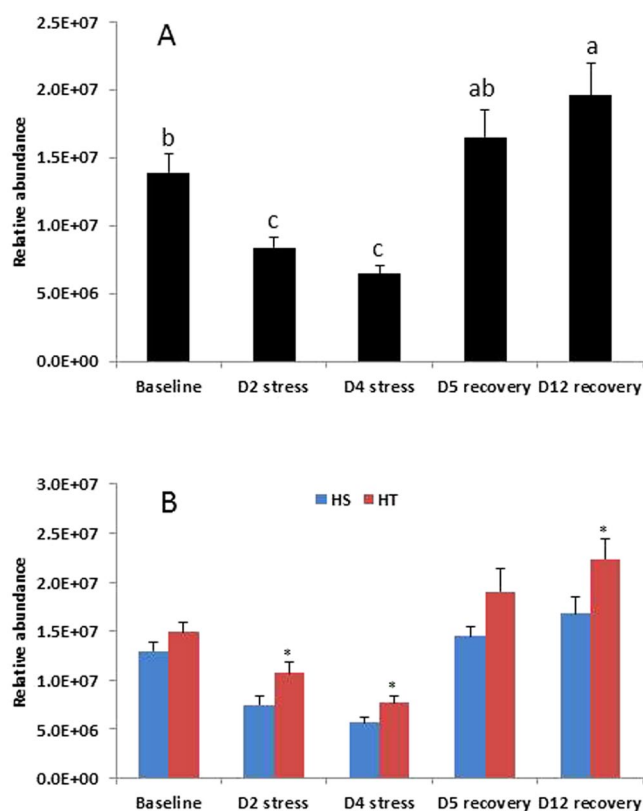 A
2.5E+07
2.0E+07
1.5E+07
1.0E+07
5.0E+06
0.0E+00
Relative abundance
b
c
c
ab
a
Baseline D2 stress D4 stress D5 recovery D12 recovery
B
HS HT
3.0E+07
2.5E+07
2.0E+07
1.5E+07
1.0E+07
5.0E+06
0.0E+00
Relative abundance
*
*
*
Baseline D2 stress D4 stress D5 recovery D12 recovery